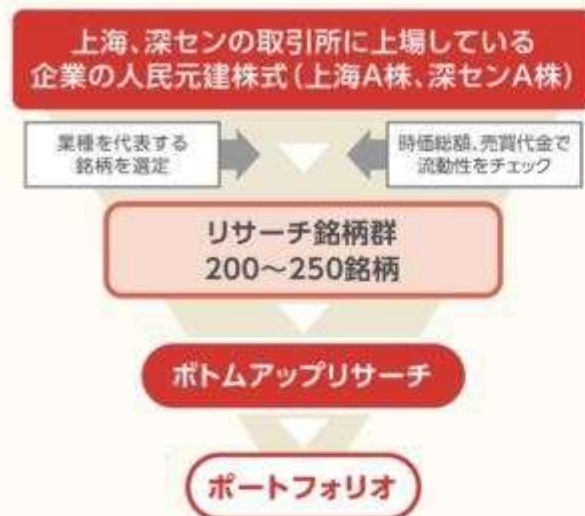 上海、深センの取引所に上場している
企業の人民元建株式(上海A株、深センA株)
業種を代表する
銘柄を選定
時価総額、売買代金で
流動性をチェック
リサーチ銘柄群
200～250銘柄
ボトムアップリサーチ
ポートフォリオ